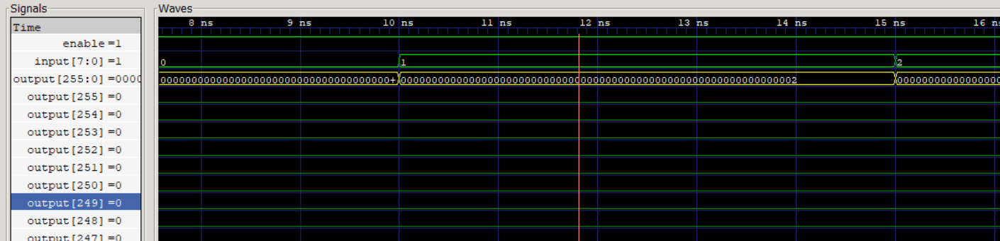 Signals
Waves
Time
8 ns 9 ns 10 ns 11 ns 12 ns 13 ns 14 ns 15 ns 16 n
enable=1
input[7:0]=1
0 1 2
output[255:0]=0000
0000000000000000000000000000000000000+ 0000000000000000000000000000000000000000000000000000000000000002 0000000000000000
output[255]=0
output[254]=0
output[253]=0
output[252]=0
output[251]=0
output[250]=0
output[249]=0
output[248]=0
output[247]=0